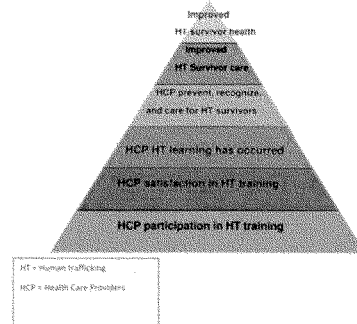 Improved
HT survivor health
Improved
HT Survivor care
HCP prevent, recognize
and care for HT survivors
HCP HT learning has occurred
HCP satisfaction in HT training
HCP participation in HT training
HT = Human trafficking
HCP = Health Care Providers